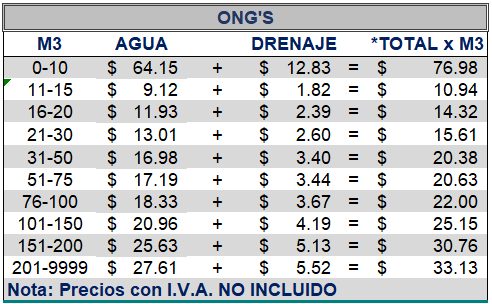 ONG'S
M3 AGUA DRENAJE *TOTAL x M3
0-10 $ 64.15 + $ 12.83 = $ 76.98
11-15 $ 9.12 + $ 1.82 = $ 10.94
16-20 $ 11.93 + $ 2.39 = $ 14.32
21-30 $ 13.01 + $ 2.60 = $ 15.61
31-50 $ 16.98 + $ 3.40 = $ 20.38
51-75 $ 17.19 + $ 3.44 = $ 20.63
76-100 $ 18.33 + $ 3.67 = $ 22.00
101-150 $ 20.96 + $ 4.19 = $ 25.15
151-200 $ 25.63 + $ 5.13 = $ 30.76
201-9999 $ 27.61 + $ 5.52 = $ 33.13
Nota: Precios con I.V.A. NO INCLUIDO